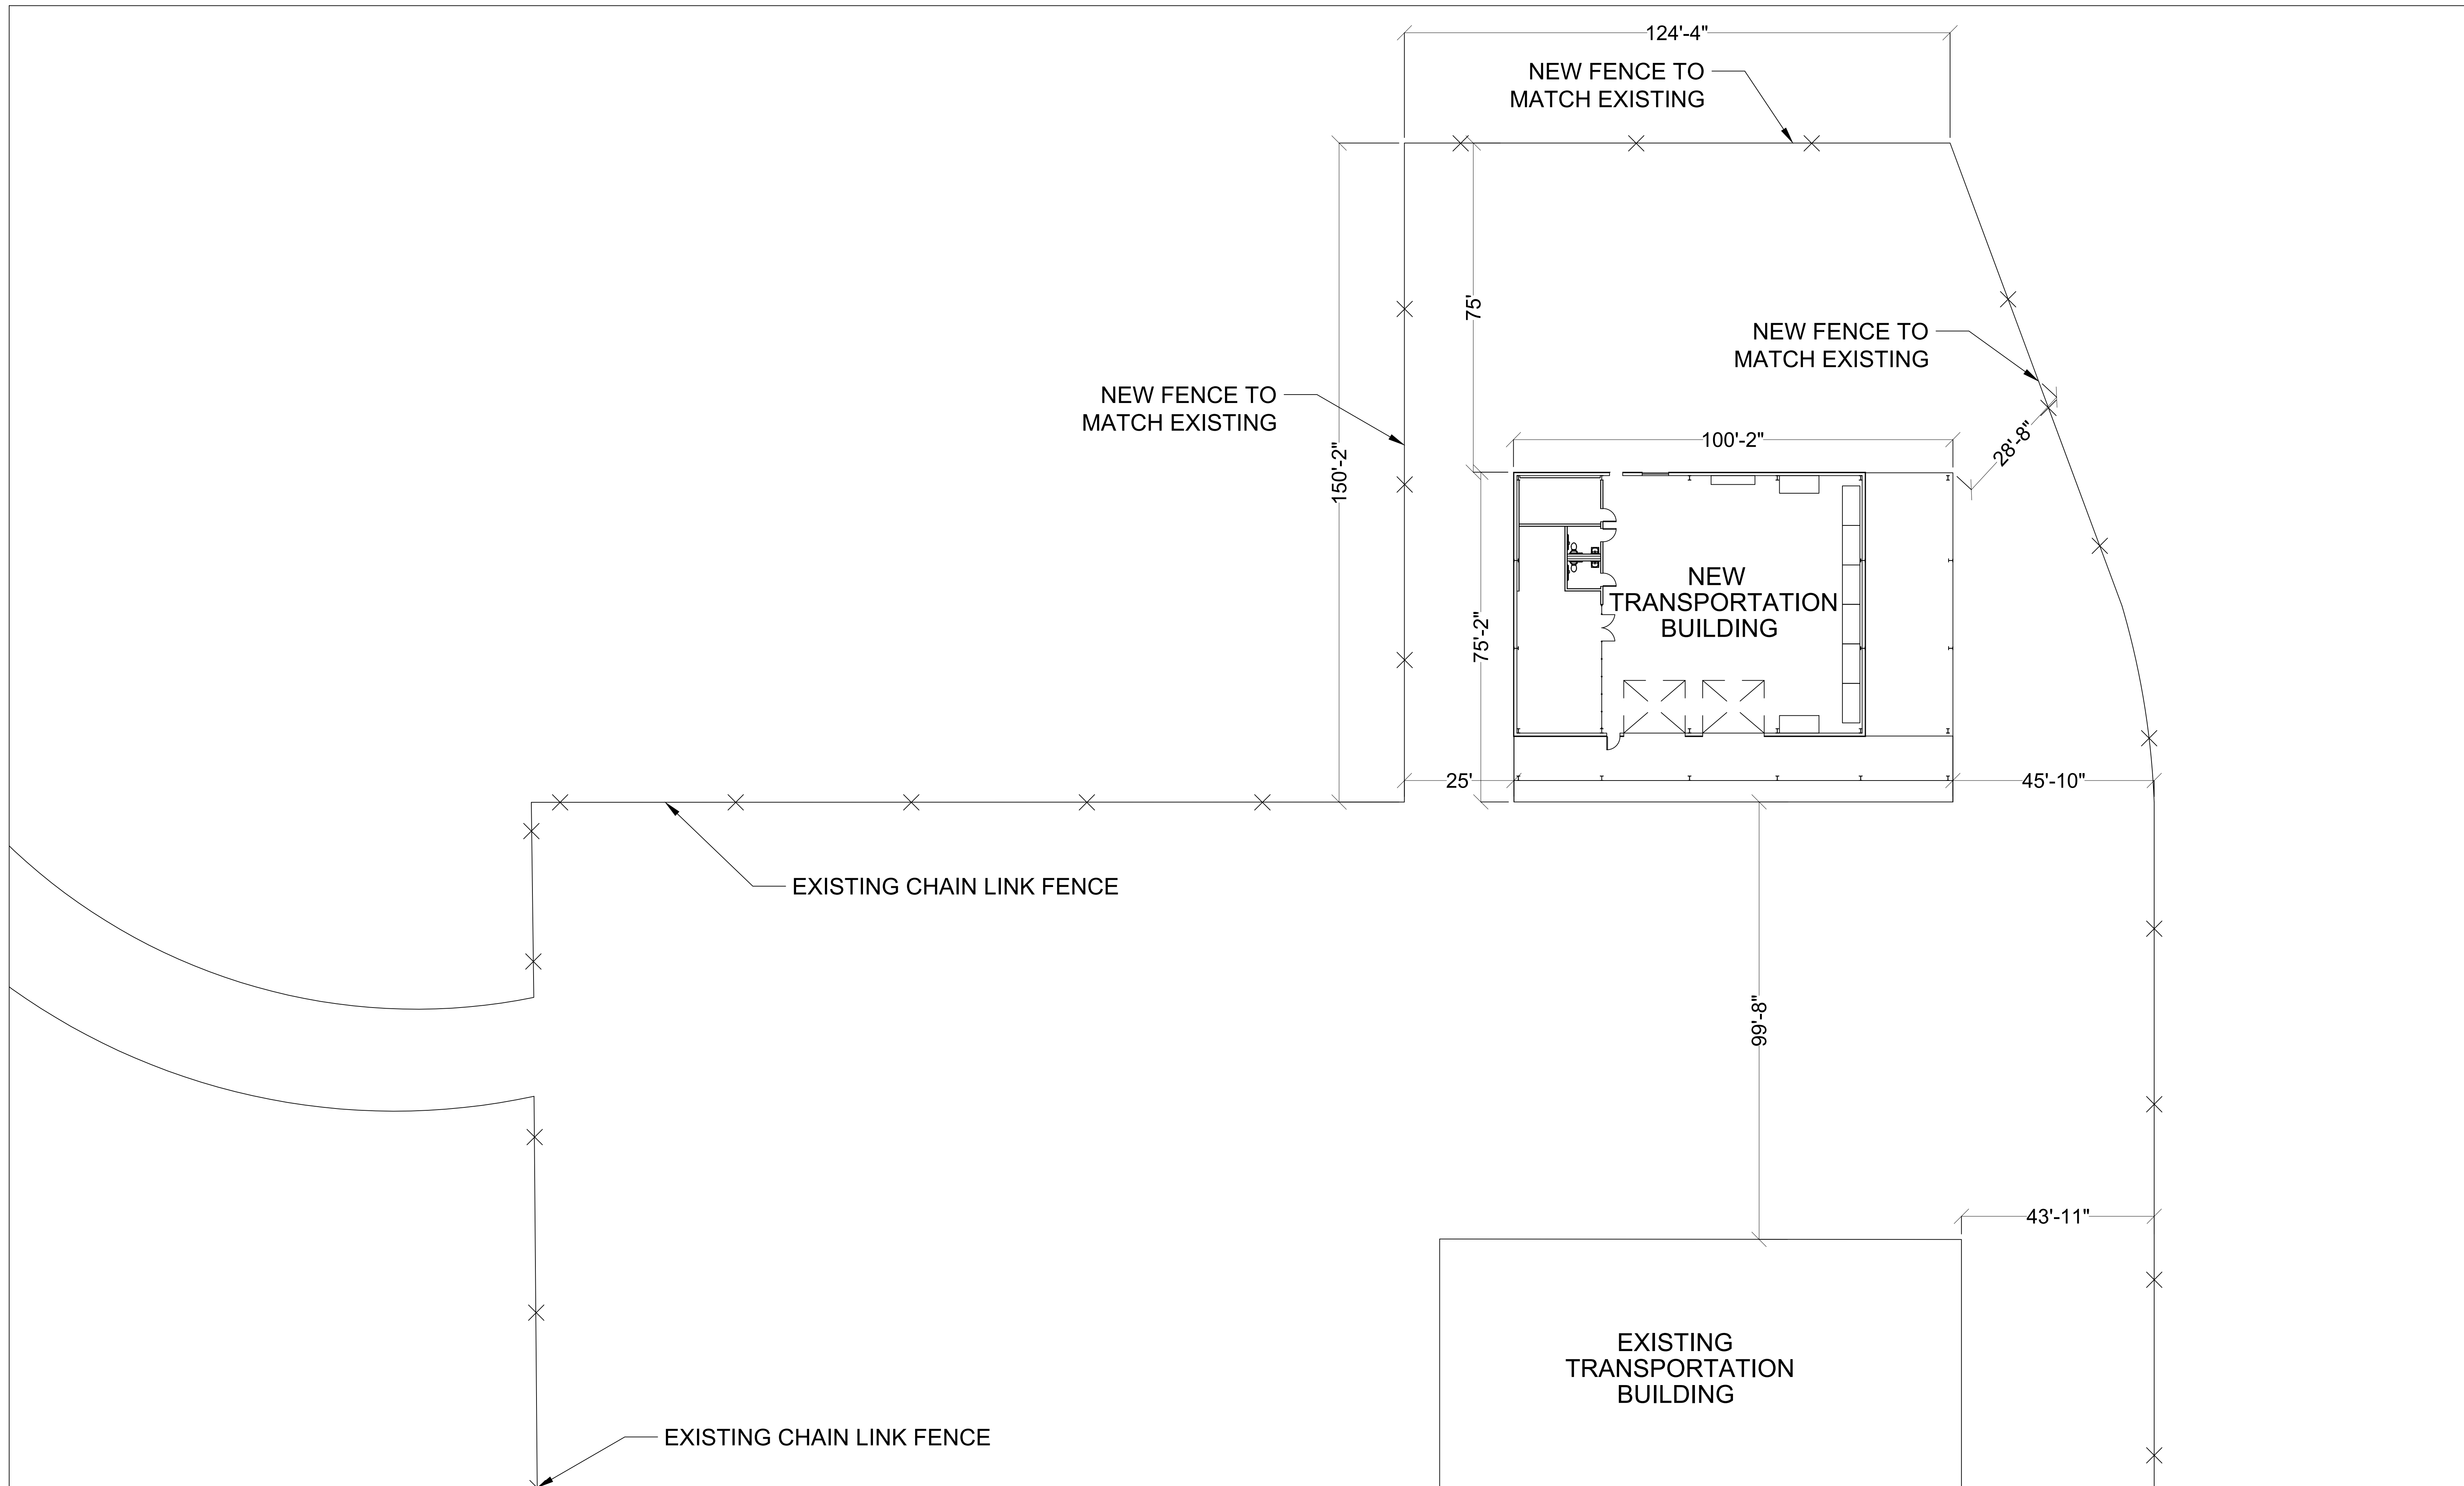 124'-4"
NEW FENCE TO
MATCH EXISTING
75'
NEW FENCE TO
MATCH EXISTING
NEW FENCE TO
MATCH EXISTING
150'-2"
100'-2"
28'-8"
NEW
TRANSPORTATION
BUILDING
75'-2"
25'
45'-10"
EXISTING CHAIN LINK FENCE
99'-8"
43'-11"
EXISTING
TRANSPORTATION
BUILDING
EXISTING CHAIN LINK FENCE